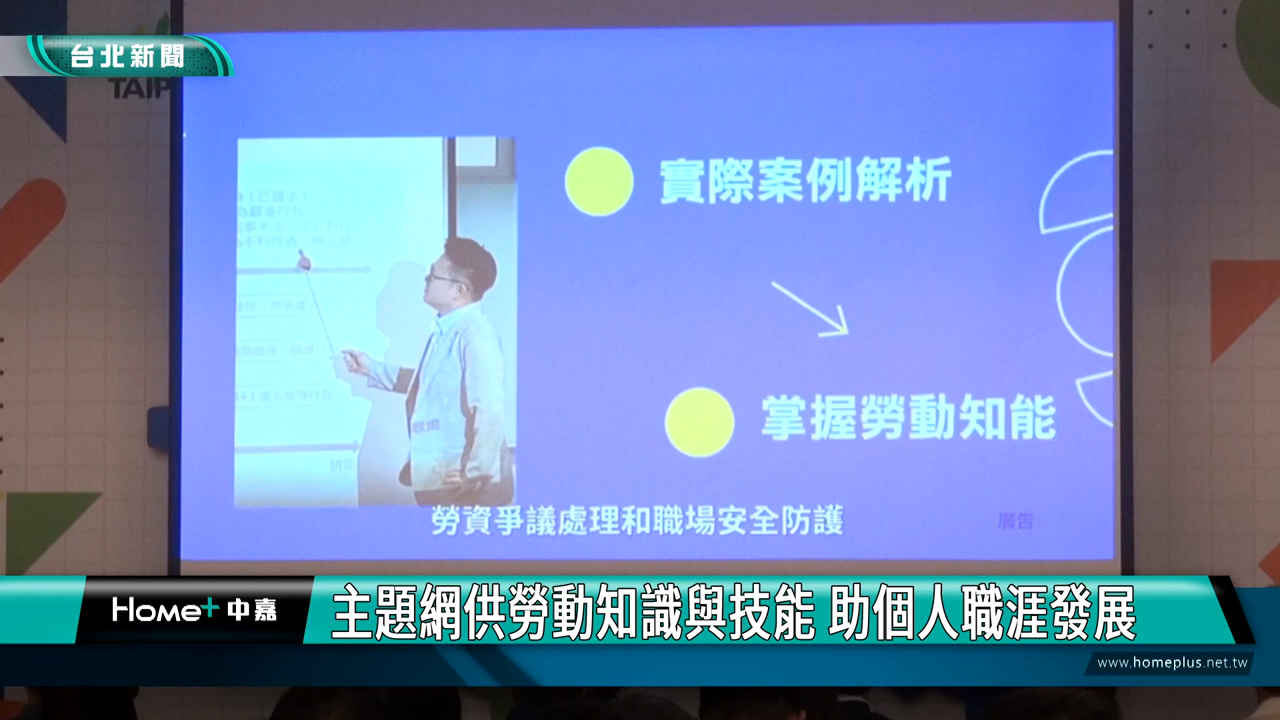 台北新聞
TAIP
實際案例解析
掌握勞動知能
勞資爭議處理和職場安全防護
廣告
Home+中嘉
主題網供勞動知識與技能 助個人職涯發展
www.homeplus.net.tw